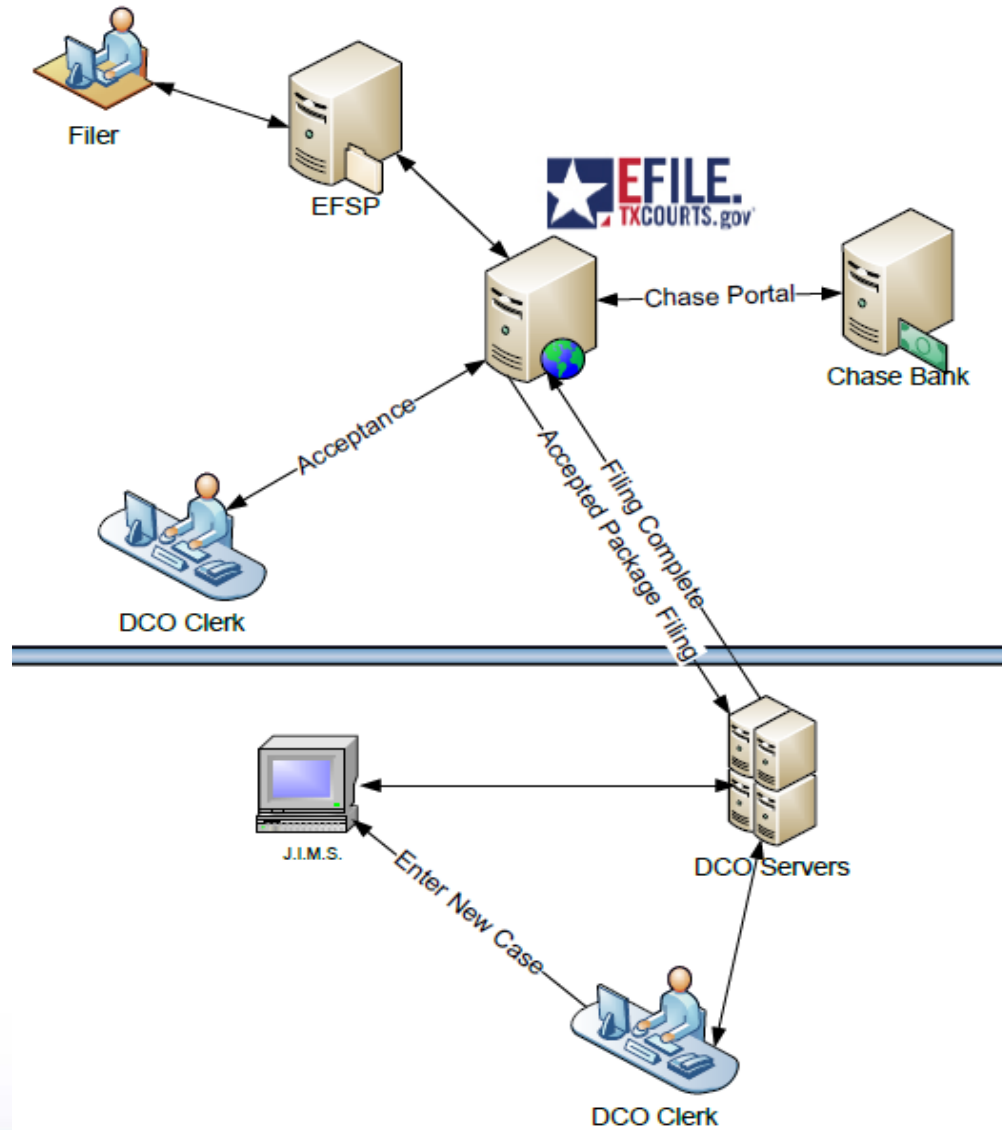 Filer
EFSP
EFILE.
TXCOURTS.gov
Chase Portal
Chase Bank
Acceptance
DCO Clerk
Filing Complete
Accepted Package Filing
J.I.M.S.
DCO Servers
Enter New Case
DCO Clerk